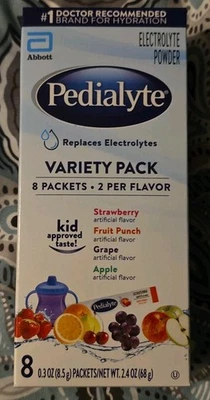 #1 DOCTOR RECOMMENDED
BRAND FOR HYDRATION
Abbott
ELECTROLYTE
POWDER
Pedialyte®
Replaces Electrolytes
VARIETY PACK
8 PACKETS • 2 PER FLAVOR
kid
approved
taste!
Strawberry
artificial flavor
Fruit Punch
artificial flavor
Grape
artificial flavor
Apple
artificial flavor
Pedialyte
8 0.3 OZ (8.5 g) PACKETS/NET WT. 2.4 OZ (68 g)
U